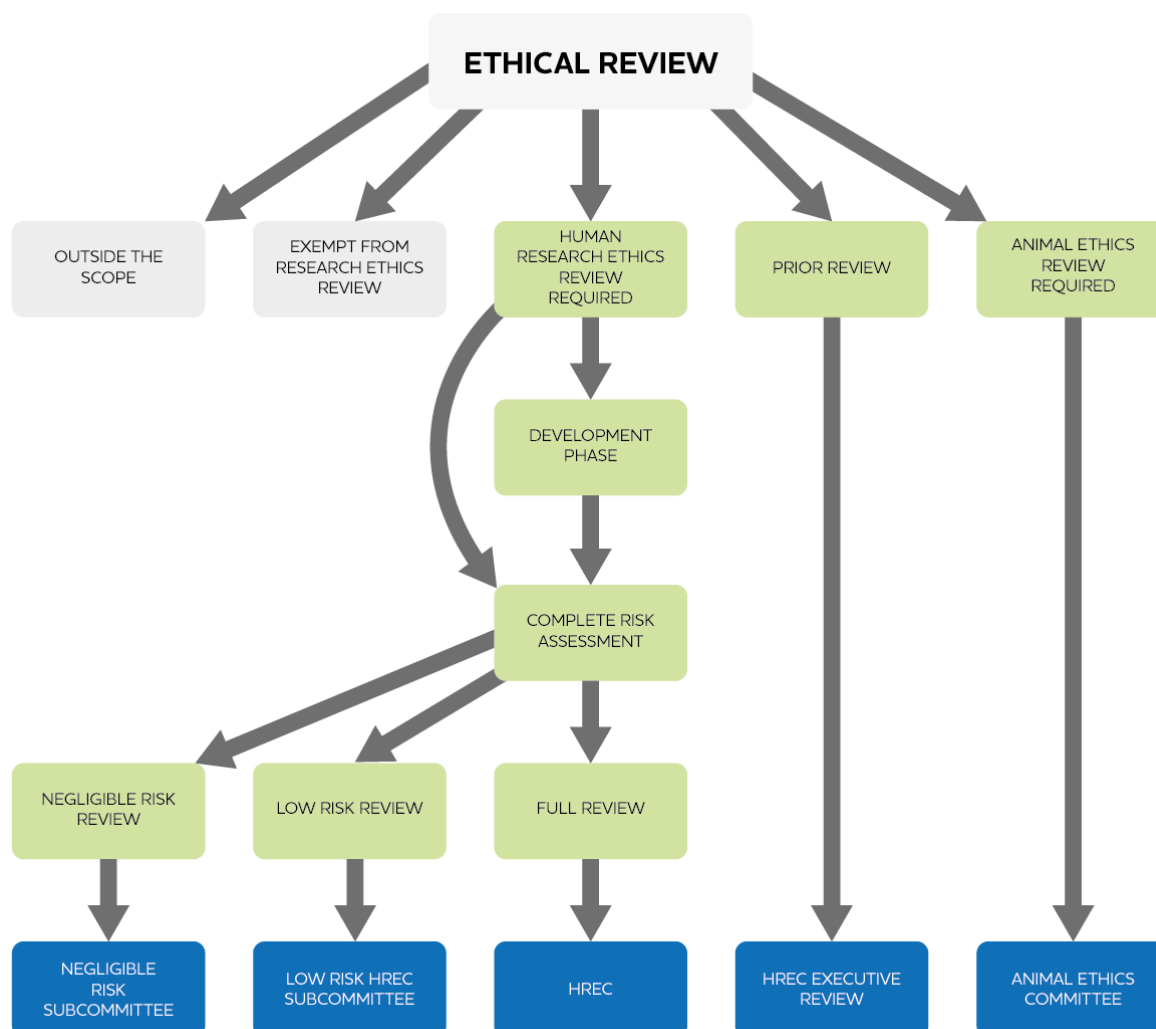 ETHICAL REVIEW
OUTSIDE THE
SCOPE
EXEMPT FROM
RESEARCH ETHICS
REVIEW
HUMAN
RESEARCH ETHICS
REVIEW
REQUIRED
PRIOR REVIEW
ANIMAL ETHICS
REVIEW
REQUIRED
DEVELOPMENT
PHASE
COMPLETE RISK
ASSESSMENT
NEGLIGIBLE RISK
REVIEW
LOW RISK REVIEW
FULL REVIEW
NEGLIGIBLE
RISK
SUBCOMMITTEE
LOW RISK HREC
SUBCOMMITTEE
HREC
HREC EXECUTIVE
REVIEW
ANIMAL ETHICS
COMMITTEE